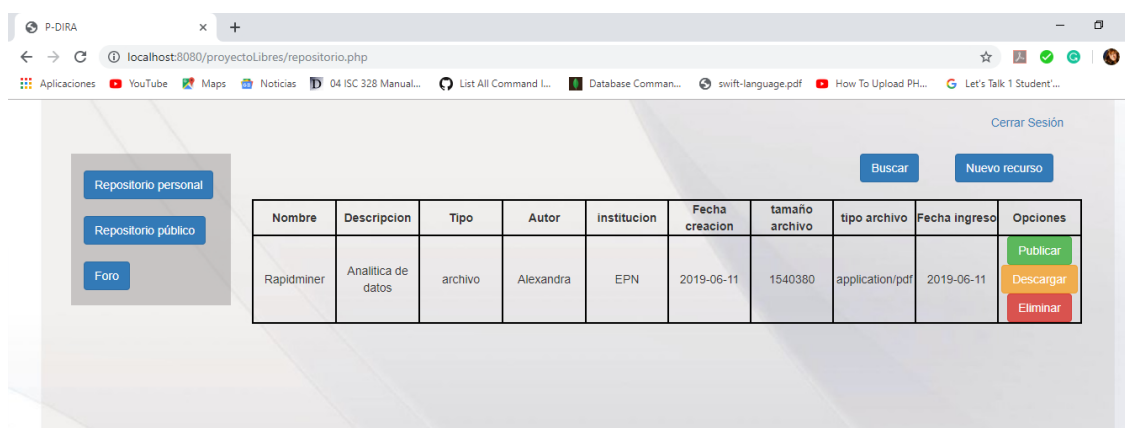 P-DIRA
localhost:8080/proyectoLibres/repositorio.php
Aplicaciones YouTube Maps Noticias 04 ISC 328 Manual... List All Command I... Database Comman... swift-language.pdf How To Upload PH... Let's Talk 1 Student'...
Cerrar Sesión
Buscar Nuevo recurso
Repositorio personal
Repositorio público
Foro
Nombre Descripcion Tipo Autor institucion Fecha creacion tamaño archivo tipo archivo Fecha ingreso Opciones
Rapidminer Analitica de datos archivo Alexandra EPN 2019-06-11 1540380 application/pdf 2019-06-11
Publicar
Descargar
Eliminar